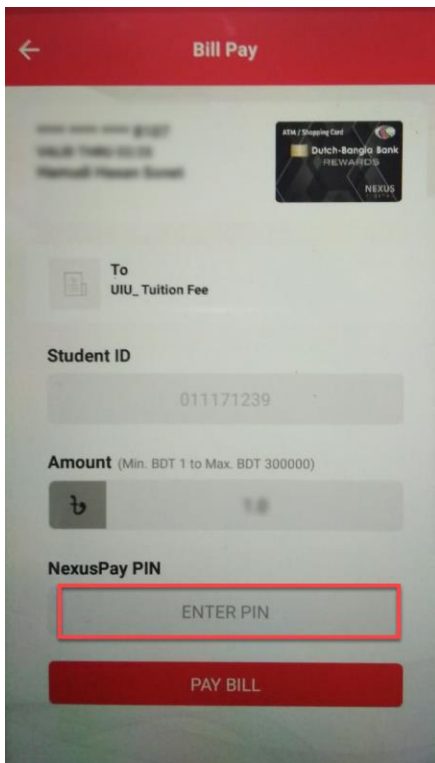 Bill Pay
ATM / Shopping Card
Dutch-Bangla Bank
REWARDS
NEXUS
To
UIU_ Tuition Fee
Student ID
011171239
Amount (Min. BDT 1 to Max. BDT 300000)
৳
NexusPay PIN
ENTER PIN
PAY BILL